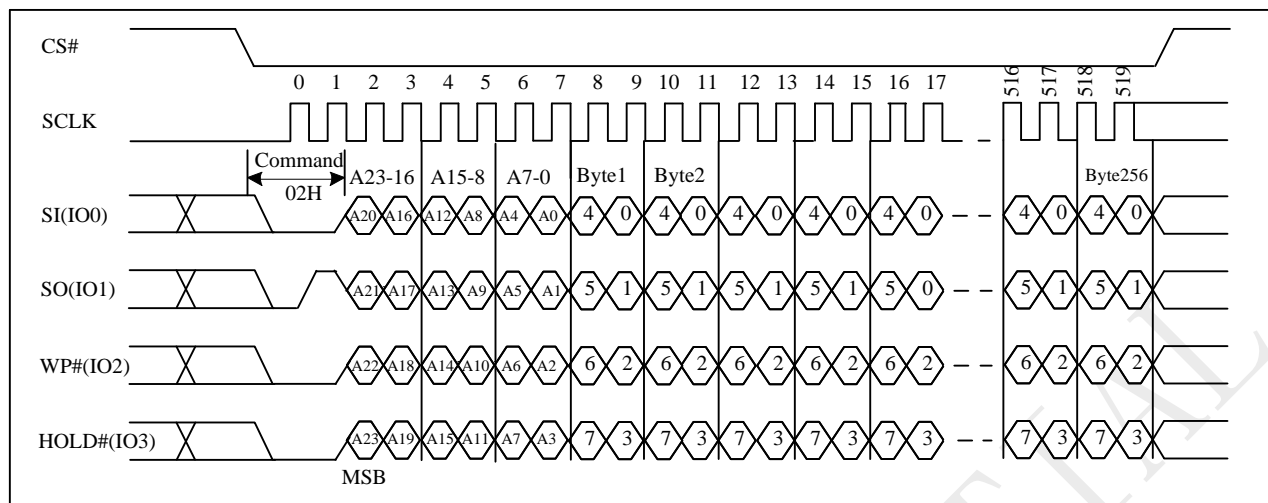 CS#
0 1 2 3 4 5 6 7 8 9 10 11 12 13 14 15 16 17 516 517 518 519
SCLK
Command
02H
A23-16 A15-8 A7-0 Byte1 Byte2 Byte256
SI(IO0) A20 A16 A12 A8 A4 A0 4 0 4 0 4 0 4 0 4 0 4 0 4 0
SO(IO1) A21 A17 A13 A9 A5 A1 5 1 5 1 5 1 5 1 5 0 5 1 5 1
WP#(IO2) A22 A18 A14 A10 A6 A2 6 2 6 2 6 2 6 2 6 2 6 2 6 2
HOLD#(IO3) A23 A19 A15 A11 A7 A3 7 3 7 3 7 3 7 3 7 3 7 3 7 3
MSB
TIAL